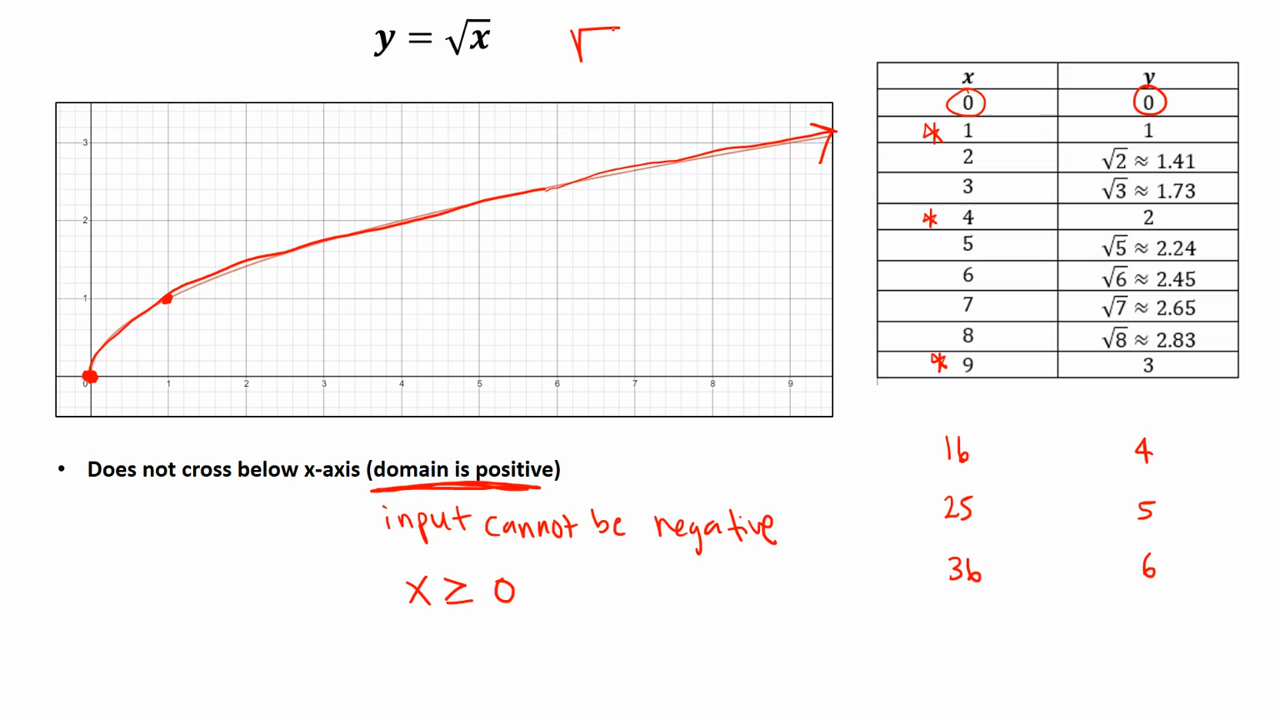 y = √x √
3
2
1
0 1 2 3 4 5 6 7 8 9
x y
0 0
* 1 1
2 √2 ≈ 1.41
3 √3 ≈ 1.73
* 4 2
5 √5 ≈ 2.24
6 √6 ≈ 2.45
7 √7 ≈ 2.65
8 √8 ≈ 2.83
* 9 3
• Does not cross below x-axis (domain is positive)
input cannot be negative
x ≥ 0
16 4
25 5
36 6